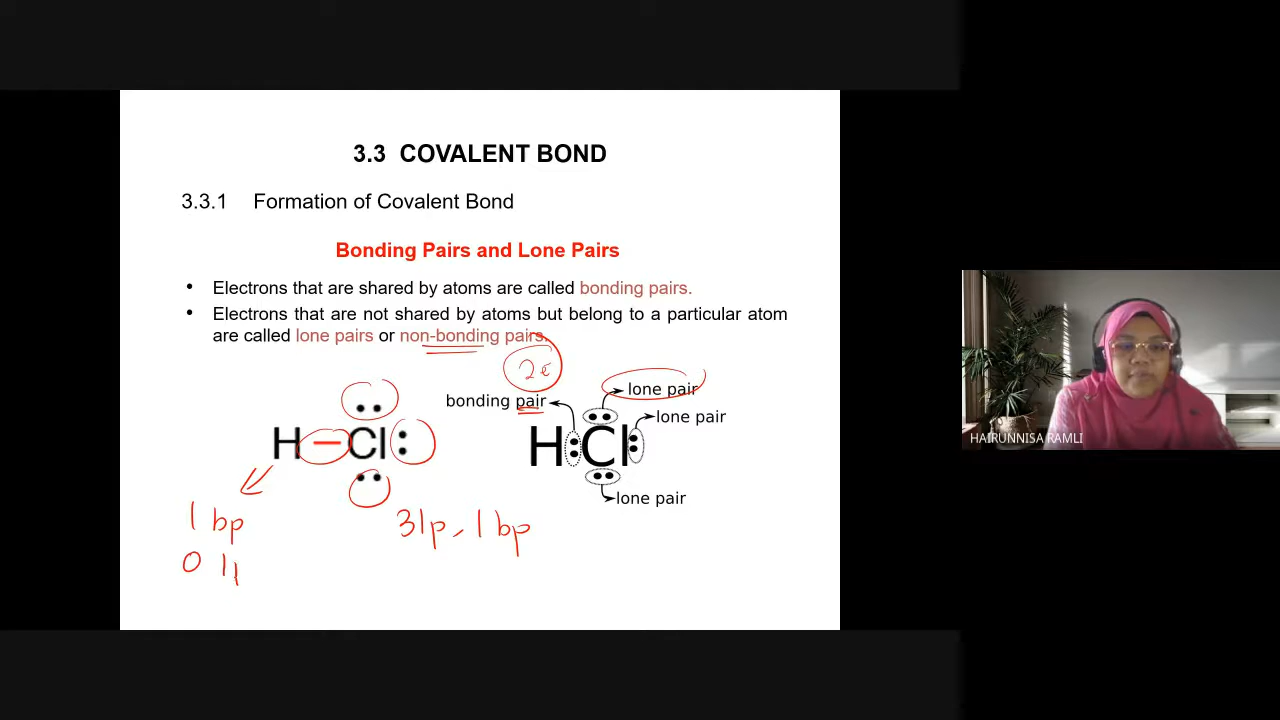 3.3 COVALENT BOND
3.3.1 Formation of Covalent Bond
Bonding Pairs and Lone Pairs
• Electrons that are shared by atoms are called bonding pairs.
• Electrons that are not shared by atoms but belong to a particular atom
are called lone pairs or non-bonding pairs.
2e
lone pair
bonding pair
lone pair
H – Cl
H Cl
lone pair
1 bp
3 lp, 1 bp
0 l
HAIRUNNISA RAMLI